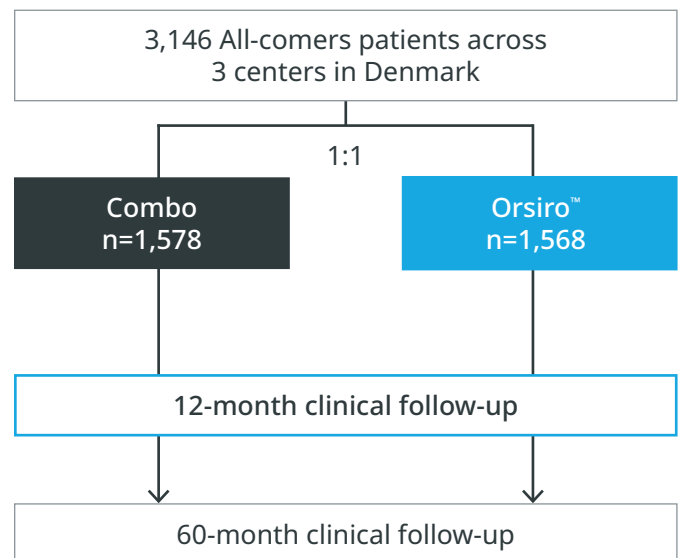 3,146 All-comers patients across
3 centers in Denmark
1:1
Combo
n=1,578
Orsiro™
n=1,568
12-month clinical follow-up
60-month clinical follow-up